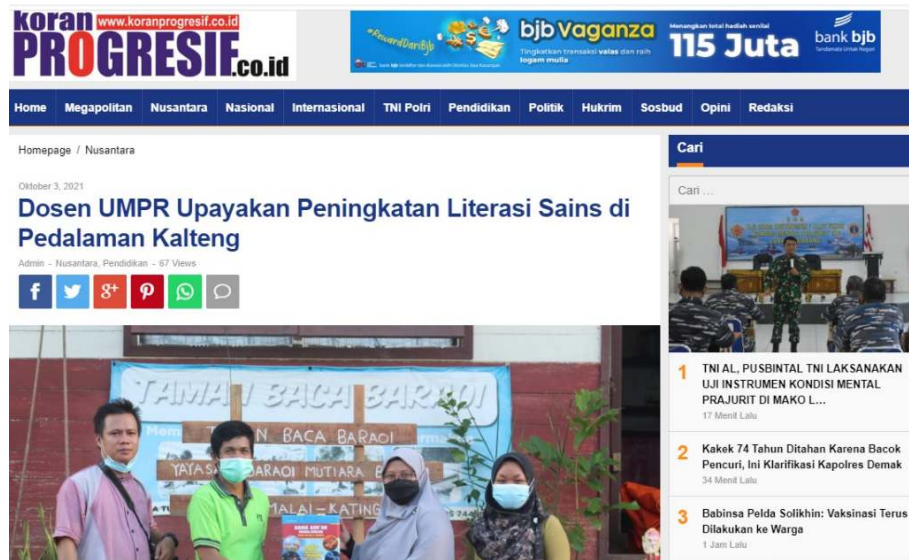 koran www.koranprogresif.co.id
PROGRESIF.co.id
#RewardDariBjb
bjb Vaganza
Tingkatkan transaksi valas dan raih
logam mulia
Menangkan total hadiah senilai
115 Juta
bank bjb
Tandamata Untuk Negeri
Home Megapolitan Nusantara Nasional Internasional TNI Polri Pendidikan Politik Hukrim Sosbud Opini Redaksi
Homepage / Nusantara
Oktober 3, 2021
Dosen UMPR Upayakan Peningkatan Literasi Sains di
Pedalaman Kalteng
Admin - Nusantara, Pendidikan - 67 Views
TAMAN BACA BARAOI
TAMAN BACA BARAOI
YAYASAN BARAOI MUTIARA
MALAI - KATING
Cari
Cari ...
1 TNI AL, PUSBINTAL TNI LAKSANAKAN
UJI INSTRUMEN KONDISI MENTAL
PRAJURIT DI MAKO L...
17 Menit Lalu
2 Kakek 74 Tahun Ditahan Karena Bacok
Pencuri, Ini Klarifikasi Kapolres Demak
34 Menit Lalu
3 Babinsa Pelda Solikhin: Vaksinasi Terus
Dilakukan ke Warga
1 Jam Lalu